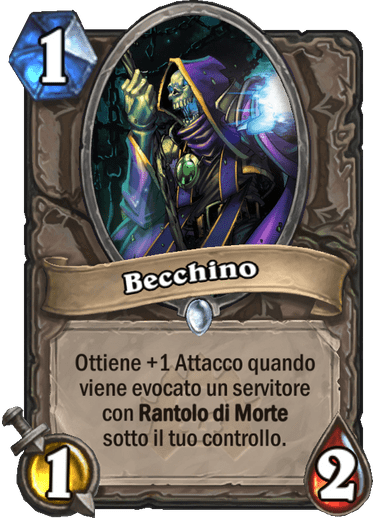 1
Becchino
Ottiene +1 Attacco quando
viene evocato un servitore
con Rantolo di Morte
sotto il tuo controllo.
1
2